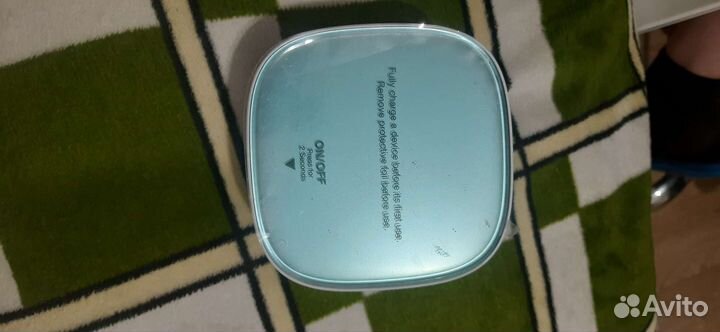 Fully charge a device before its first use.
Remove protective foil before use.
ON/OFF
Press for
2 Seconds
Avito